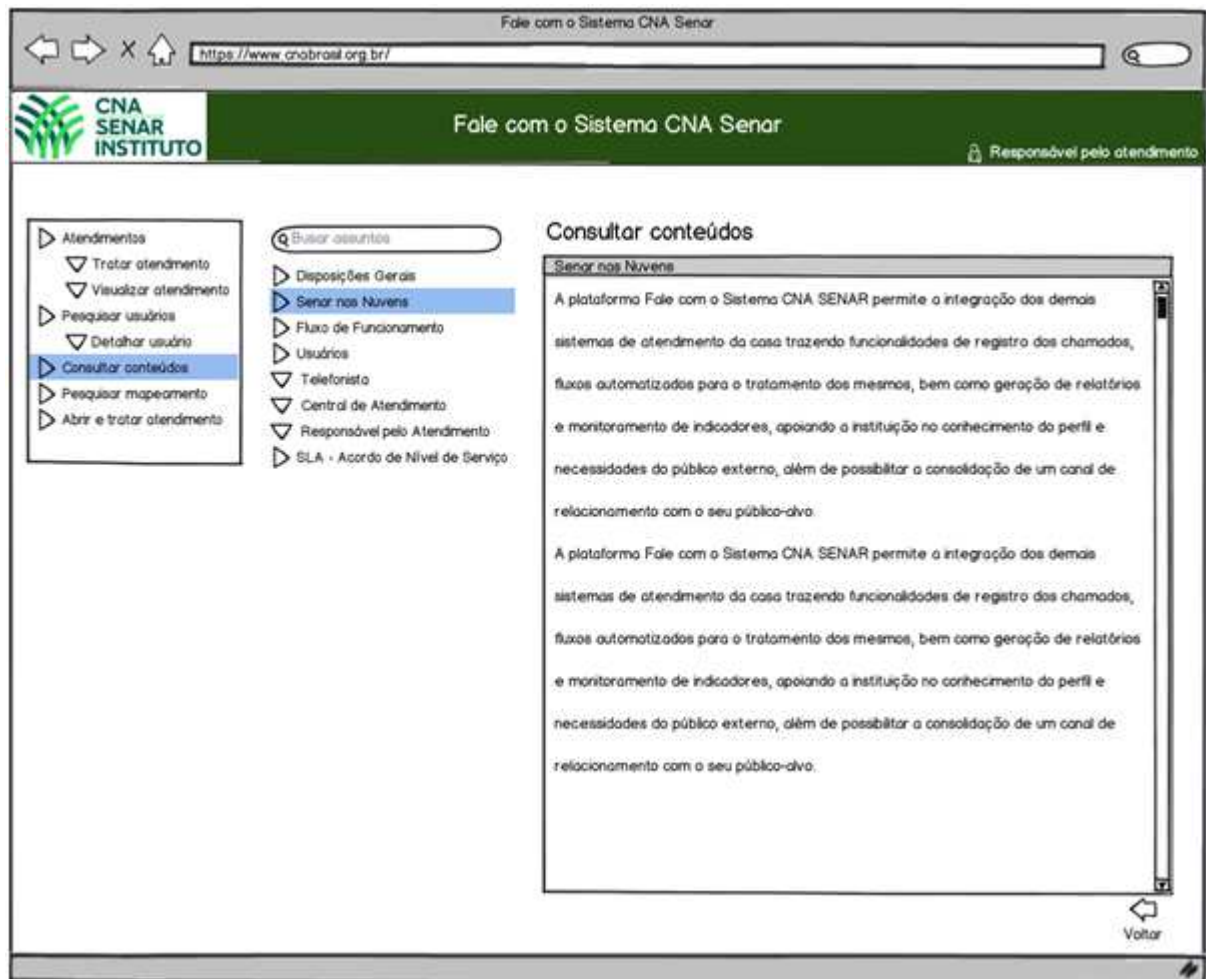 Fale com o Sistema CNA Senar
https://www.cnabrasil.org.br/
CNA
SENAR
INSTITUTO
Fale com o Sistema CNA Senar
Responsável pelo atendimento
Atendimentos
Tratar atendimento
Visualizar atendimento
Pesquisar usuários
Detalhar usuário
Consultar conteúdos
Pesquisar mapeamento
Abrir e tratar atendimento
Buscar assuntos
Disposições Gerais
Senar nas Nuvens
Fluxo de Funcionamento
Usuários
Telefonista
Central de Atendimento
Responsável pelo Atendimento
SLA - Acordo de Nível de Serviço
Consultar conteúdos
Senar nas Nuvens
A plataforma Fale com o Sistema CNA SENAR permite a integração dos demais
sistemas de atendimento da casa trazendo funcionalidades de registro dos chamados,
fluxos automatizados para o tratamento dos mesmos, bem como geração de relatórios
e monitoramento de indicadores, apoiando a instituição no conhecimento do perfil e
necessidades do público externo, além de possibilitar a consolidação de um canal de
relacionamento com o seu público-alvo.
A plataforma Fale com o Sistema CNA SENAR permite a integração dos demais
sistemas de atendimento da casa trazendo funcionalidades de registro dos chamados,
fluxos automatizados para o tratamento dos mesmos, bem como geração de relatórios
e monitoramento de indicadores, apoiando a instituição no conhecimento do perfil e
necessidades do público externo, além de possibilitar a consolidação de um canal de
relacionamento com o seu público-alvo.
Voltar